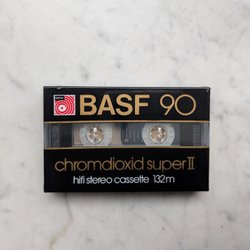 BASF 90
chromdioxid super II
hifi stereo cassette 132m